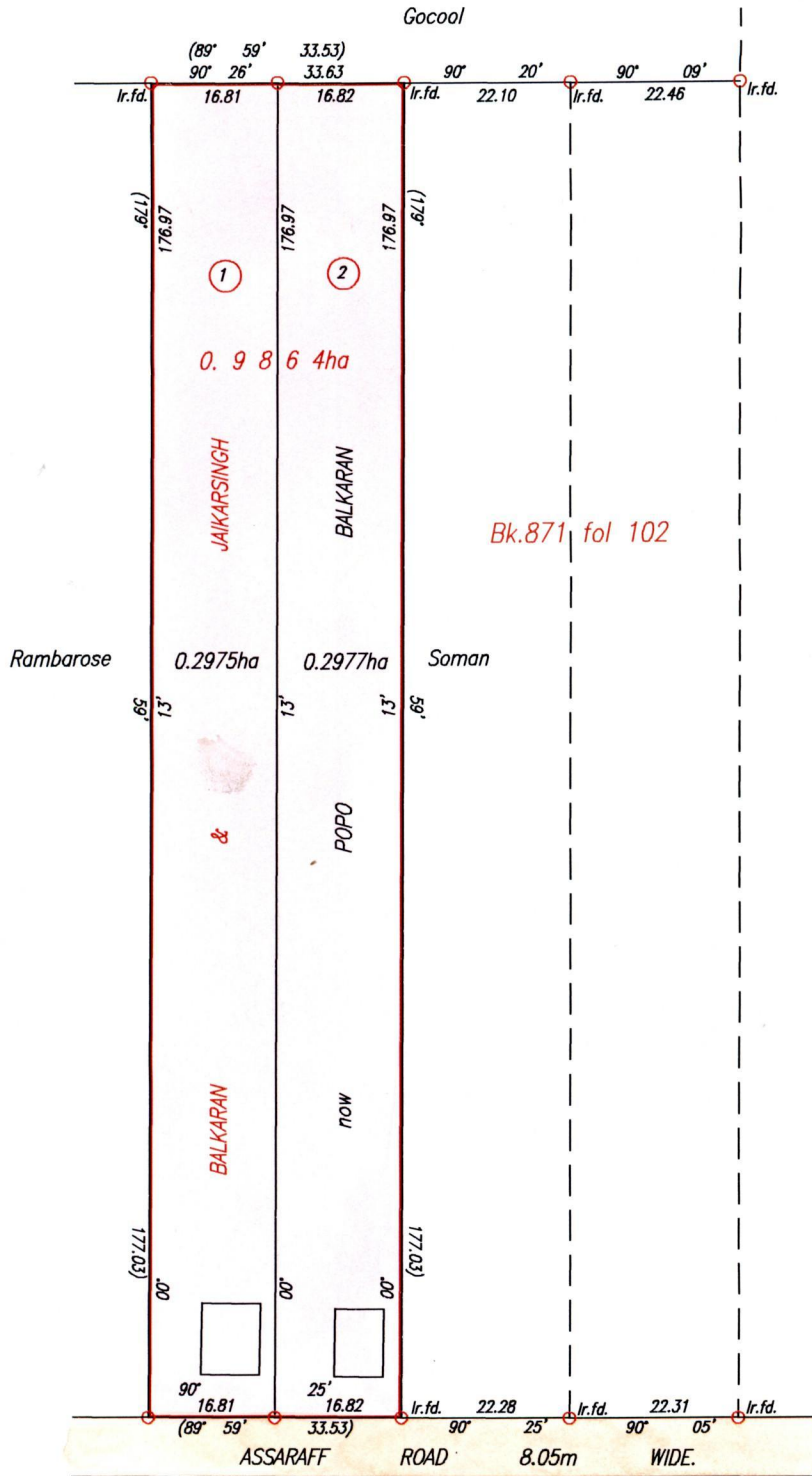 Gocool
(89° 59' 33.53)
90° 26' 33.63 90° 20' 90° 09'
Ir.fd. 16.81 16.82 Ir.fd. 22.10 Ir.fd. 22.46 Ir.fd.
(179° 59' 177.03)
176.97 13' 00°
176.97 13' 00°
176.97 13' 00°
(179° 59' 177.03)
1 2
0. 9 8 6 4ha
JAIKARSINGH & BALKARAN
BALKARAN POPO now
Bk.871 fol 102
Rambarose 0.2975ha 0.2977ha Soman
90° 25'
16.81 16.82 Ir.fd. 22.28 Ir.fd. 22.31 Ir.fd.
(89° 59' 33.53) 90° 25' 90° 05'
ASSARAFF ROAD 8.05m WIDE.